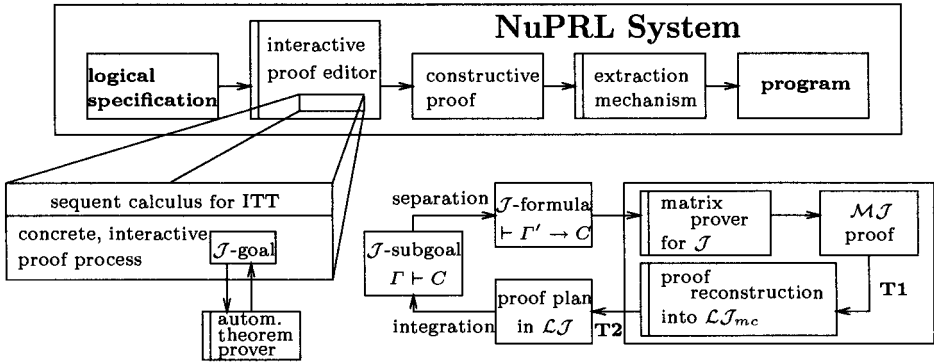 NuPRL System
logical
specification
interactive
proof editor
constructive
proof
extraction
mechanism
program
sequent calculus for ITT
concrete, interactive
proof process
𝒥-goal
autom.
theorem
prover
separation
𝒥-formula
⊢ Γ′ → C
𝒥-subgoal
Γ ⊢ C
integration
proof plan
in ℒ𝒥
T2
matrix
prover
for 𝒥
ℳ𝒥
proof
T1
proof
reconstruction
into ℒ𝒥mc